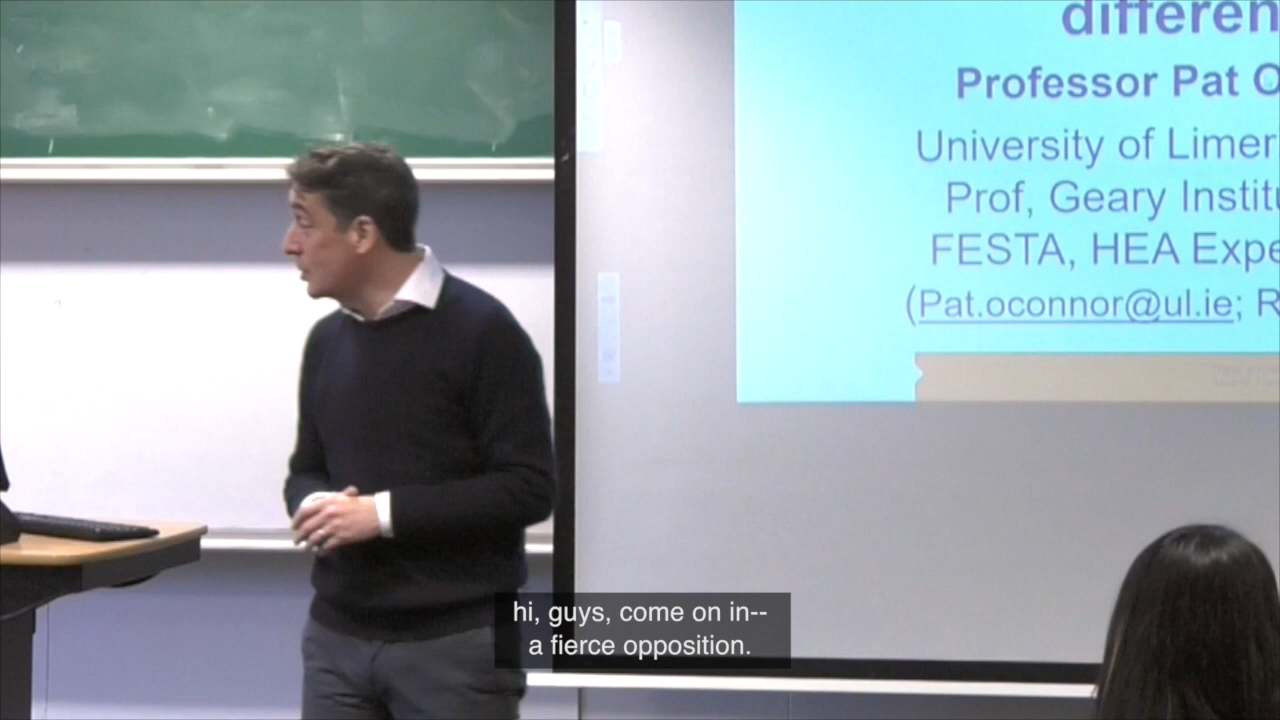 differen
Professor Pat O
University of Limer
Prof, Geary Institu
FESTA, HEA Expe
(Pat.oconnor@ul.ie; R
hi, guys, come on in--
a fierce opposition.